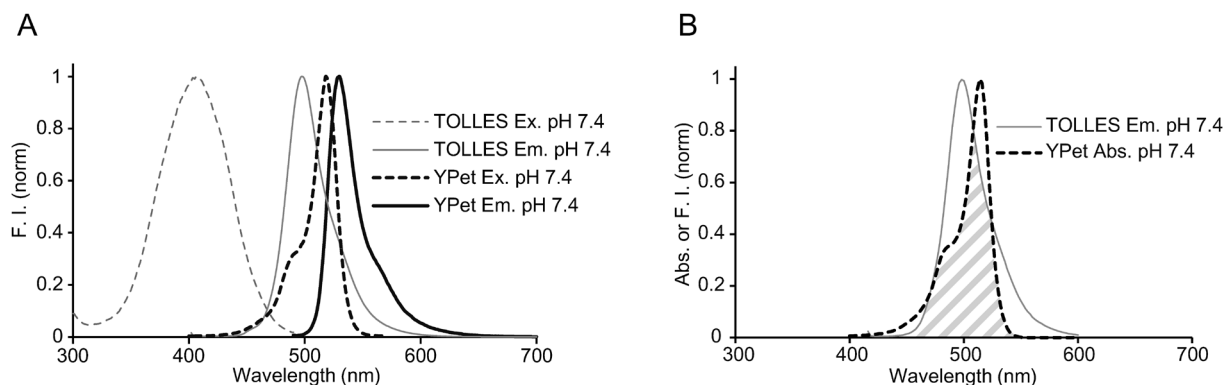 A
F. I. (norm)
1
0.8
0.6
0.4
0.2
0
300
400
500
600
700
Wavelength (nm)
TOLLES Ex. pH 7.4
TOLLES Em. pH 7.4
YPet Ex. pH 7.4
YPet Em. pH 7.4
B
Abs. or F. I. (norm)
1
0.8
0.6
0.4
0.2
0
300
400
500
600
700
Wavelength (nm)
TOLLES Em. pH 7.4
YPet Abs. pH 7.4